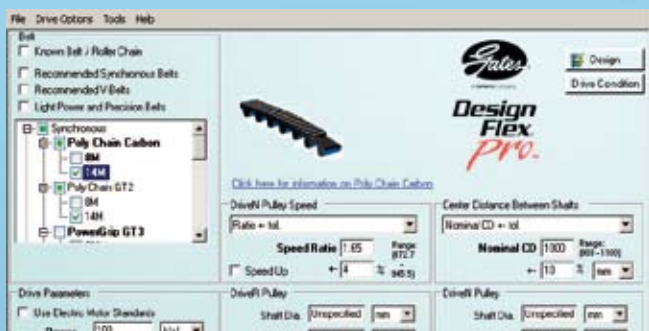 File Drive Options Tools Help
Belt
Known Belt / Roller Chain
Recommended Synchronous Belts
Recommended V-Belts
Light Power and Precision Belts
Synchronous
Poly Chain Carbon
8M
14M
Poly Chain GT2
8M
14M
PowerGrip GT3
Gates
Design
Flex
Pro
Design
Drive Condition
Click here for information on Poly Chain Carbon
DriveN Pulley Speed
Ratio +- tol.
Speed Ratio 1.65 Range
Speed Up +- 4 %
Center Distance Between Shafts
Nominal CD +- tol.
Nominal CD 1000 Range:
(900 - 1100)
+- 10 % mm
Drive Parameters
Use Electric Motor Standards
DriveR Pulley
Shaft Dia. Unspecified mm
DriveN Pulley
Shaft Dia. Unspecified mm